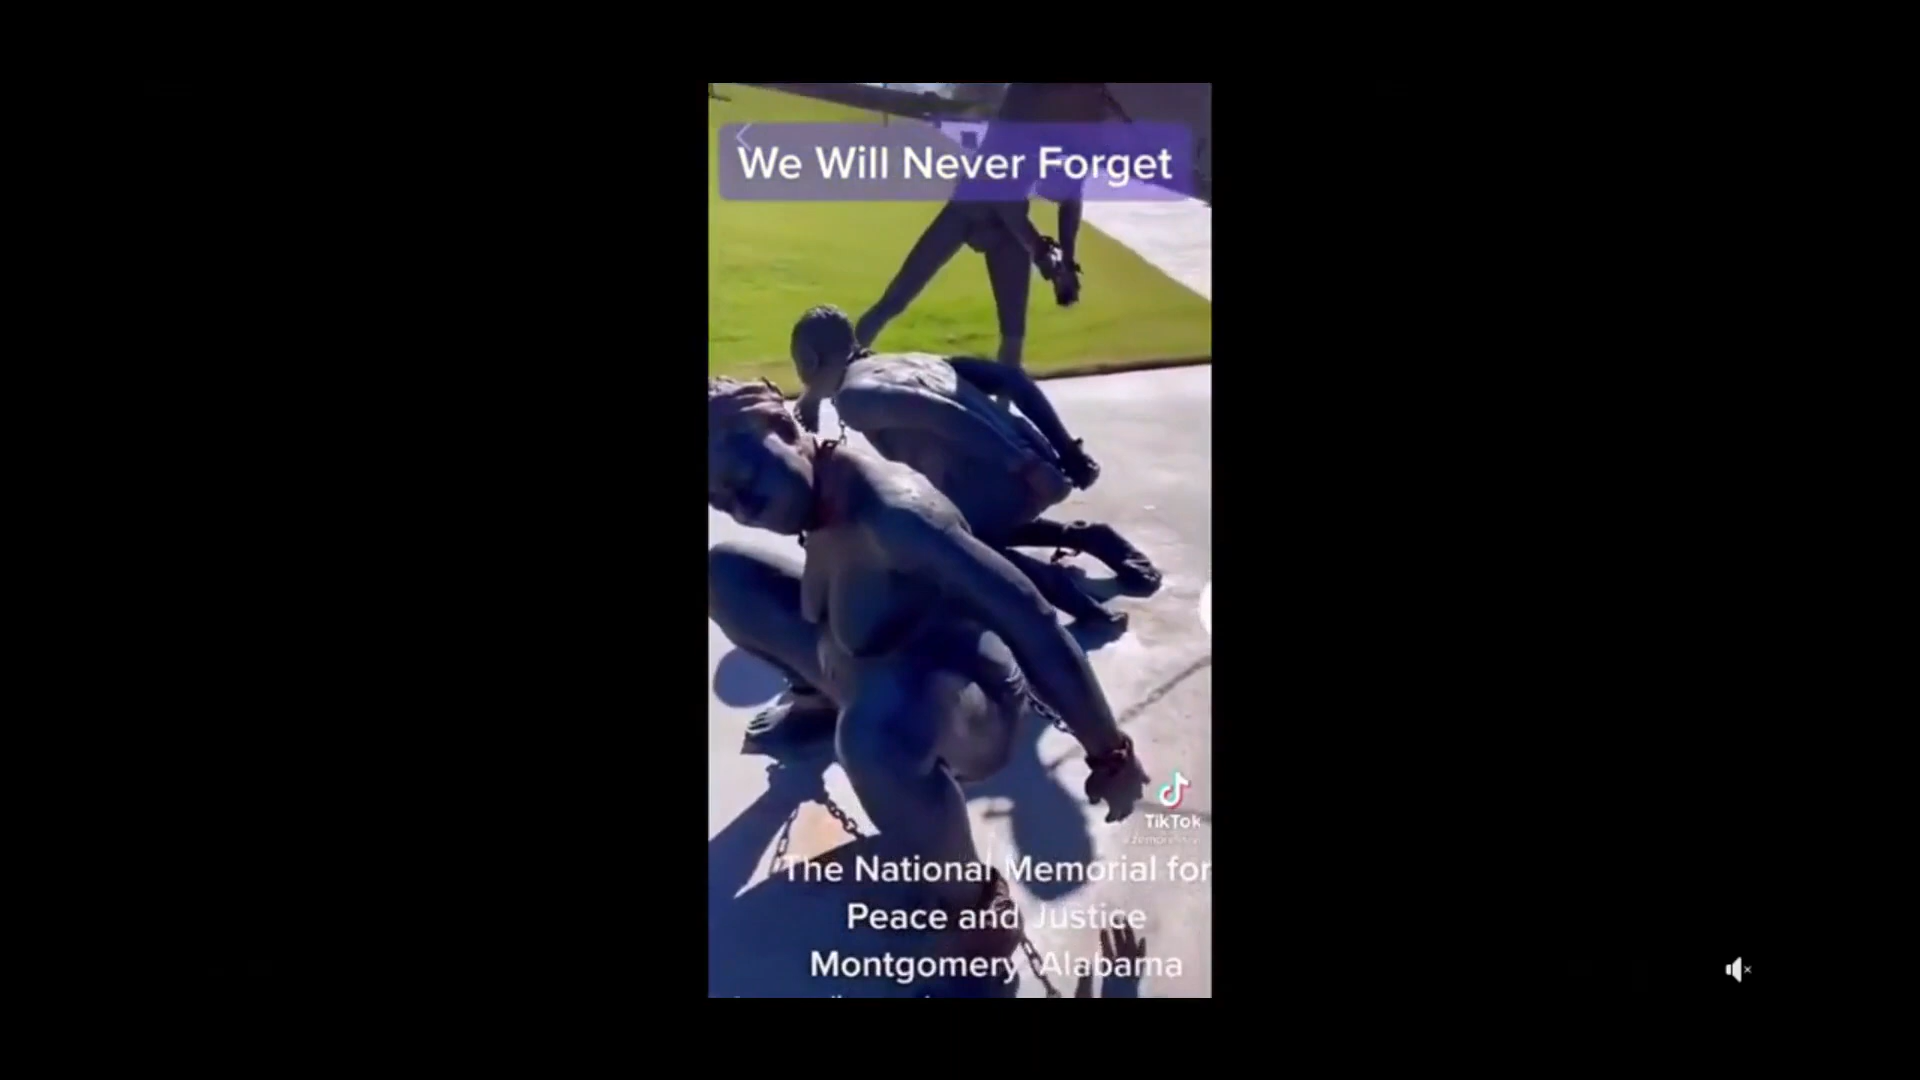 We Will Never Forget
TikTok
The National Memorial for
Peace and Justice
Montgomery, Alabama